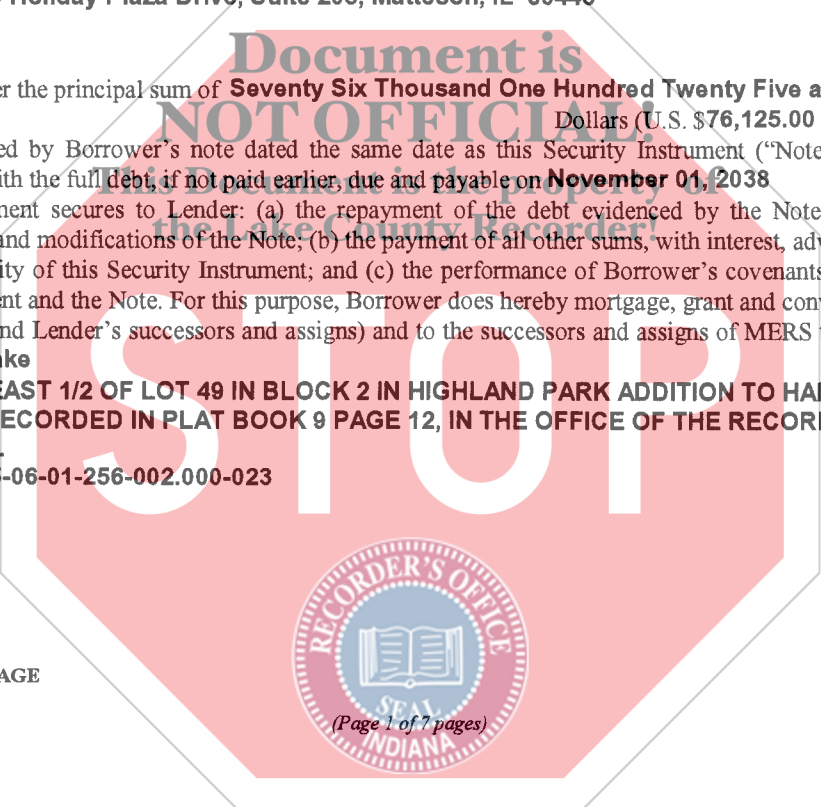 Holiday Plaza Drive, Suite 206, Matteson, IL 60443
Document is
er the principal sum of Seventy Six Thousand One Hundred Twenty Five a
NOT OFFICIAL!
Dollars (U.S. $76,125.00
ed by Borrower's note dated the same date as this Security Instrument ("Note
ith the full debt, if not paid earlier, due and payable on November 01, 2038
This Document is the property of
ment secures to Lender: (a) the repayment of the debt evidenced by the Note
the Lake County Recorder!
and modifications of the Note; (b) the payment of all other sums, with interest, adv
ity of this Security Instrument; and (c) the performance of Borrower's covenants
ent and the Note. For this purpose, Borrower does hereby mortgage, grant and conv
nd Lender's successors and assigns) and to the successors and assigns of MERS
ke
EAST 1/2 OF LOT 49 IN BLOCK 2 IN HIGHLAND PARK ADDITION TO HA
ECORDED IN PLAT BOOK 9 PAGE 12, IN THE OFFICE OF THE RECOR
-06-01-256-002.000-023
STOP
RECORDER'S OFFICE
SEAL
INDIANA
AGE
(Page 1 of 7 pages)